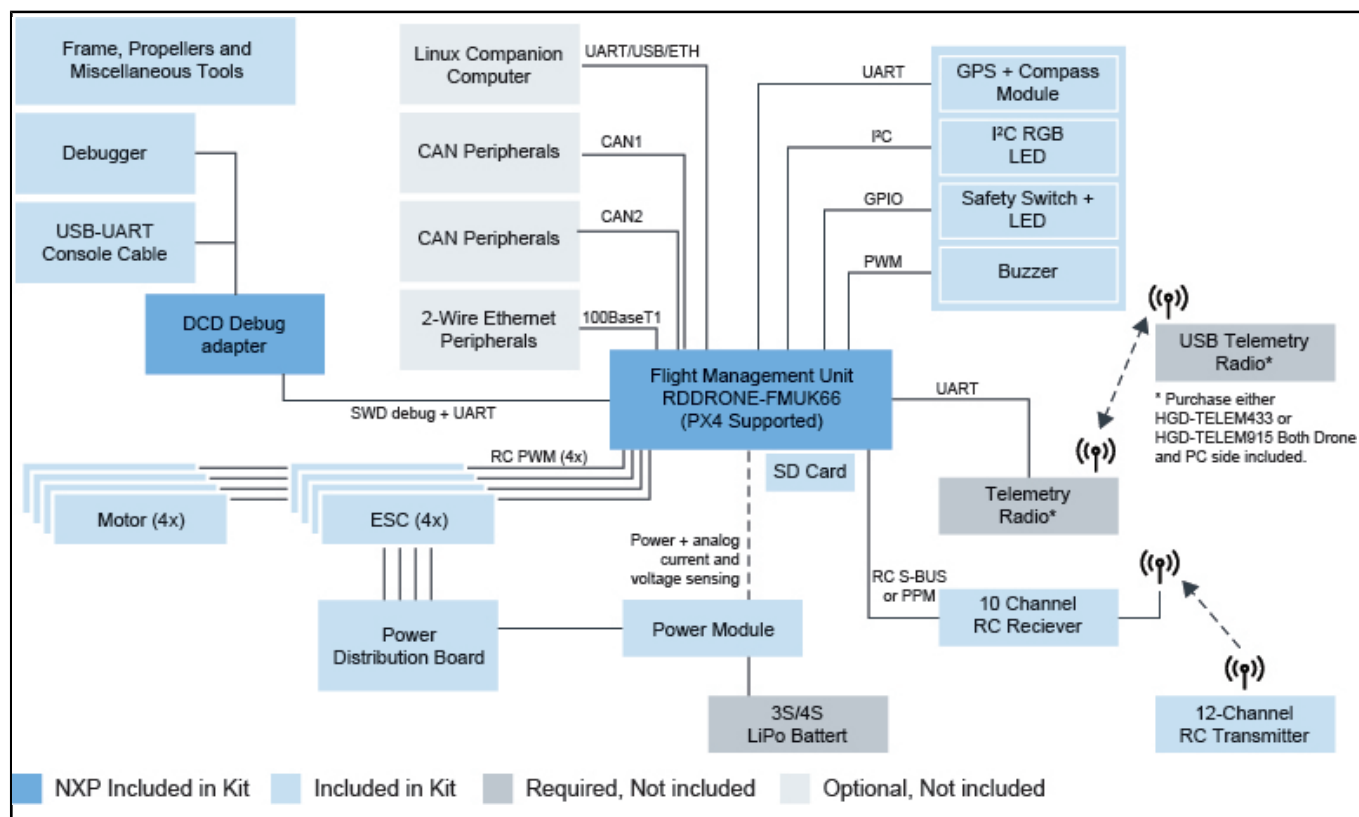 Frame, Propellers and
Miscellaneous Tools
Debugger
USB-UART
Console Cable
DCD Debug
adapter
SWD debug + UART
Linux Companion
Computer
UART/USB/ETH
CAN Peripherals
CAN1
CAN Peripherals
CAN2
2-Wire Ethernet
Peripherals
100BaseT1
UART
GPS + Compass
Module
I²C
I²C RGB
LED
GPIO
Safety Switch +
LED
PWM
Buzzer
Flight Management Unit
RDDRONE-FMUK66
(PX4 Supported)
SD Card
UART
USB Telemetry
Radio*
* Purchase either
HGD-TELEM433 or
HGD-TELEM915 Both Drone
and PC side included.
Telemetry
Radio*
RC PWM (4x)
Motor (4x)
ESC (4x)
Power + analog
current and
voltage sensing
RC S-BUS
or PPM
10 Channel
RC Reciever
Power
Distribution Board
Power Module
3S/4S
LiPo Battert
12-Channel
RC Transmitter
NXP Included in Kit
Included in Kit
Required, Not included
Optional, Not included